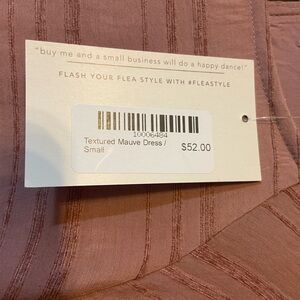 "buy me and a small business will do a happy dance!"
FLASH YOUR FLEA STYLE WITH #FLEASTYLE
10006484
Textured Mauve Dress /
Small
$52.00